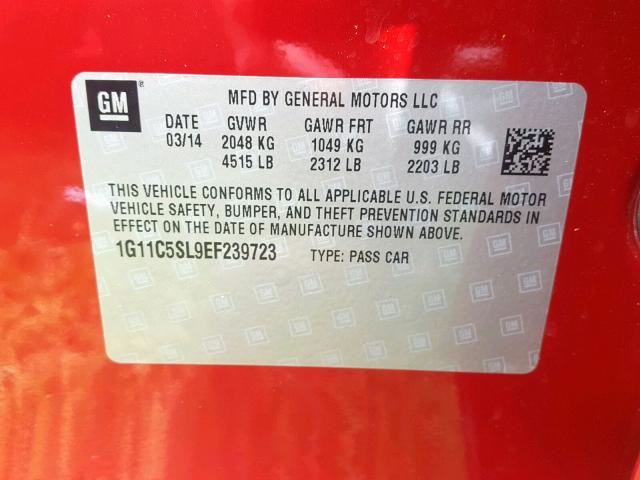 GM ®
MFD BY GENERAL MOTORS LLC
DATE GVWR GAWR FRT GAWR RR
03/14 2048 KG 1049 KG 999 KG
4515 LB 2312 LB 2203 LB
THIS VEHICLE CONFORMS TO ALL APPLICABLE U.S. FEDERAL MOTOR
VEHICLE SAFETY, BUMPER, AND THEFT PREVENTION STANDARDS IN
EFFECT ON THE DATE OF MANUFACTURE SHOWN ABOVE.
1G11C5SL9EF239723 TYPE: PASS CAR